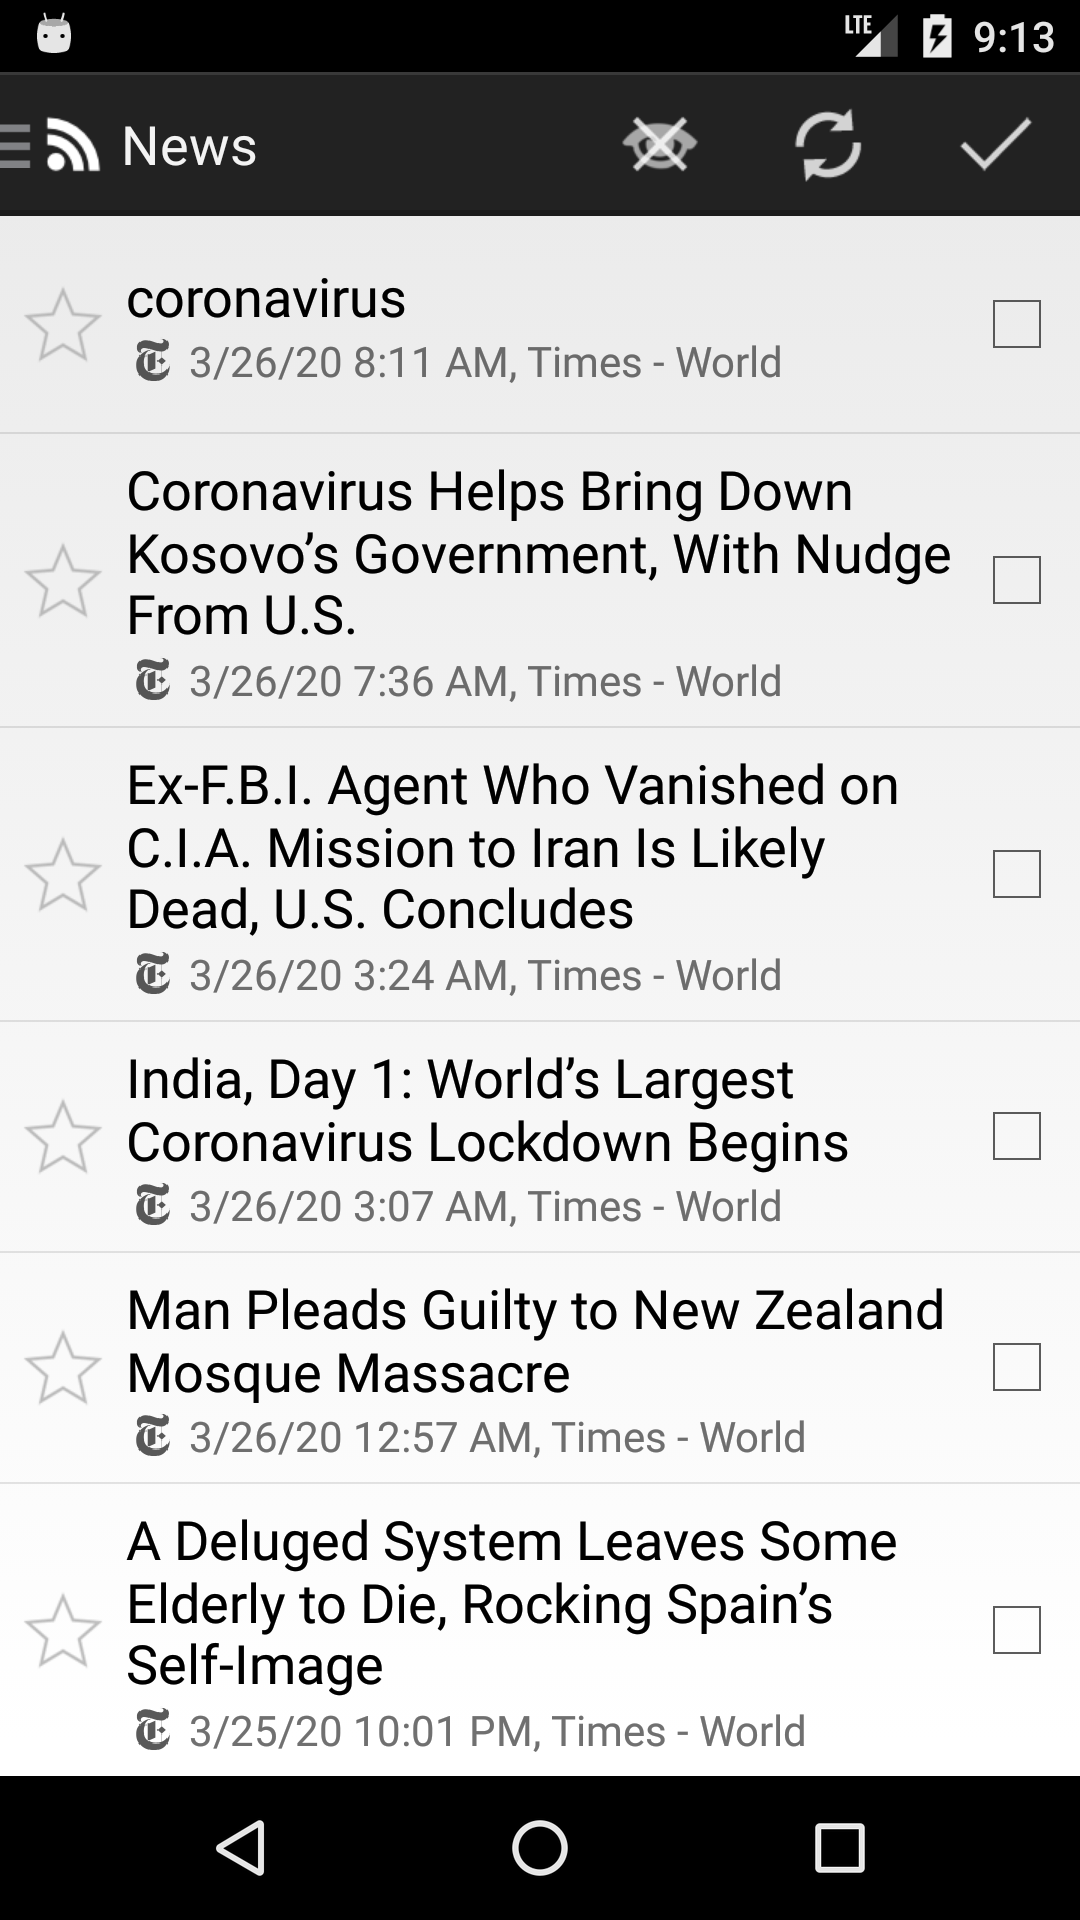 LTE 9:13
News
coronavirus
3/26/20 8:11 AM, Times - World
Coronavirus Helps Bring Down
Kosovo’s Government, With Nudge
From U.S.
3/26/20 7:36 AM, Times - World
Ex-F.B.I. Agent Who Vanished on
C.I.A. Mission to Iran Is Likely
Dead, U.S. Concludes
3/26/20 3:24 AM, Times - World
India, Day 1: World’s Largest
Coronavirus Lockdown Begins
3/26/20 3:07 AM, Times - World
Man Pleads Guilty to New Zealand
Mosque Massacre
3/26/20 12:57 AM, Times - World
A Deluged System Leaves Some
Elderly to Die, Rocking Spain’s
Self-Image
3/25/20 10:01 PM, Times - World